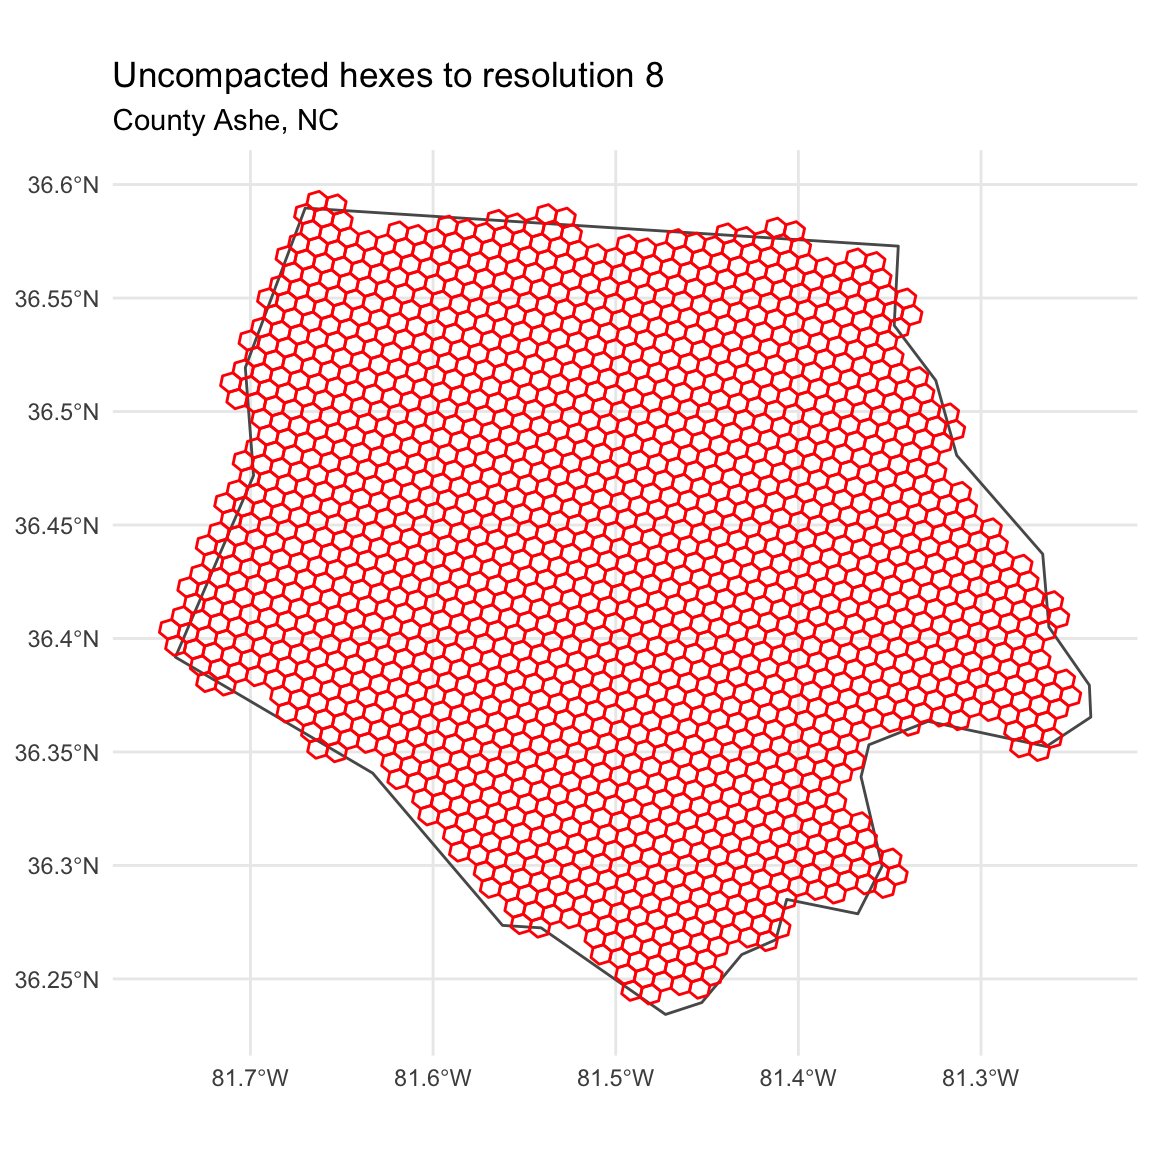 Uncompacted hexes to resolution 8
County Ashe, NC
36.6°N
36.55°N
36.5°N
36.45°N
36.4°N
36.35°N
36.3°N
36.25°N
81.7°W 81.6°W 81.5°W 81.4°W 81.3°W